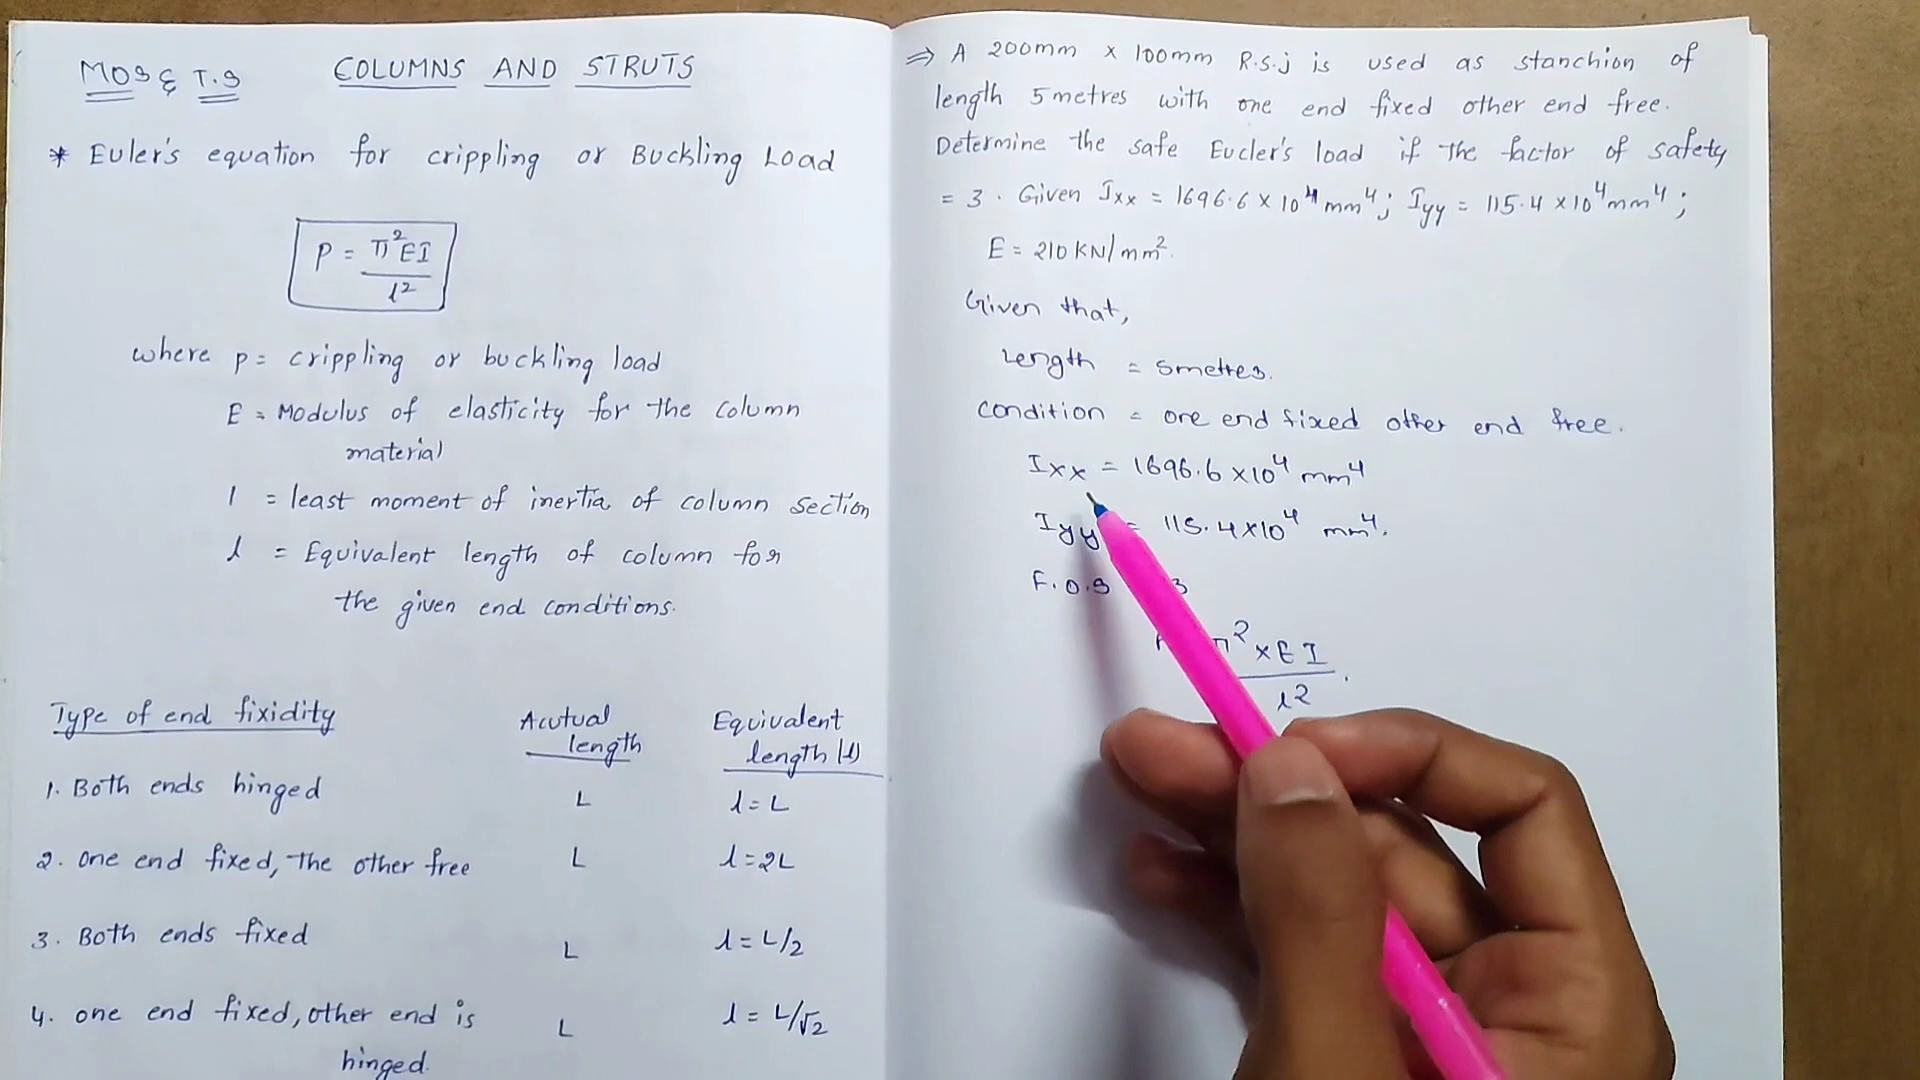 MOS & T.S
COLUMNS AND STRUTS
* Euler's equation for crippling or Buckling Load
P = π²EI
l²
where P = crippling or buckling load
E = Modulus of elasticity for the column
material
I = least moment of inertia of column section
l = Equivalent length of column for
the given end conditions.
Type of end fixidity
Acutual
length
Equivalent
length (l)
1. Both ends hinged L l = L
2. one end fixed, the other free L l = 2L
3. Both ends fixed L l = L/2
4. one end fixed, other end is L l = L/√2
hinged.
⇒ A 200mm x 100mm R.S.j is used as stanchion of
length 5 metres with one end fixed other end free.
Determine the safe Eucler's load if the factor of safety
= 3. Given Ixx = 1696.6 x 10⁴ mm⁴; Iyy = 115.4 x 10⁴ mm⁴;
E = 210 KN/mm².
Given that,
Length = 5metres.
Condition = one end fixed other end free.
Ixx = 1696.6 x 10⁴ mm⁴
Iyy = 115.4 x 10⁴ mm⁴.
F.O.S 3
π² x E I
l²